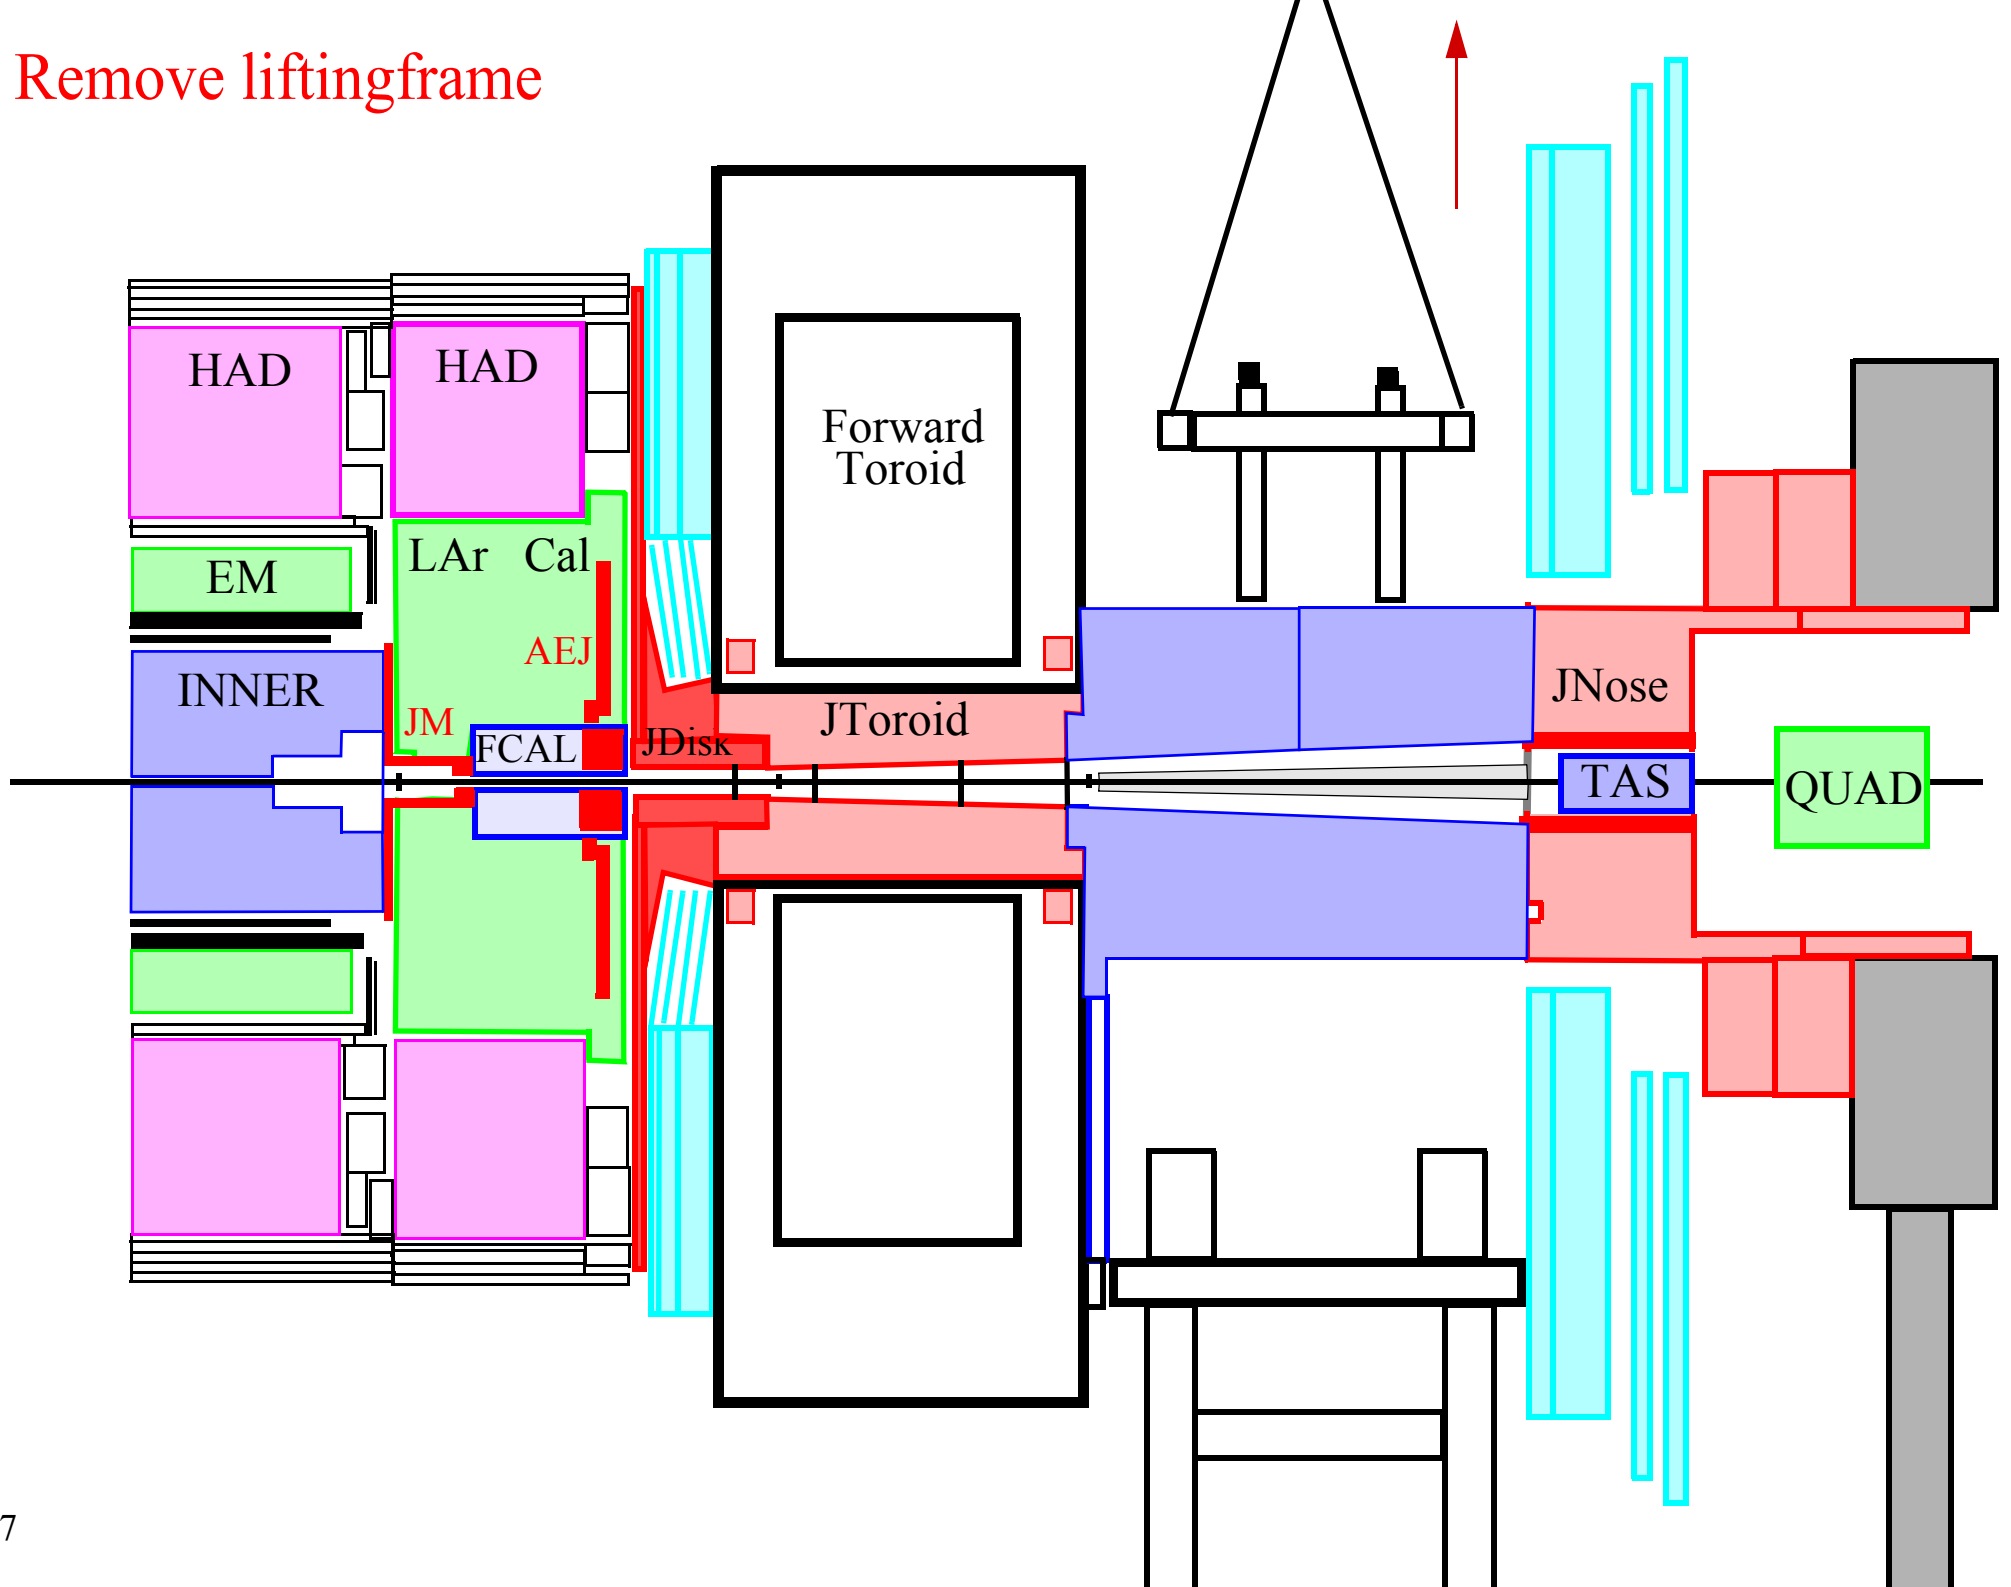 Remove liftingframe
HAD
HAD
Forward
Toroid
LAr Cal
EM
AEJ
INNER
JM
FCAL
JDisk
JToroid
JNose
TAS
QUAD
7